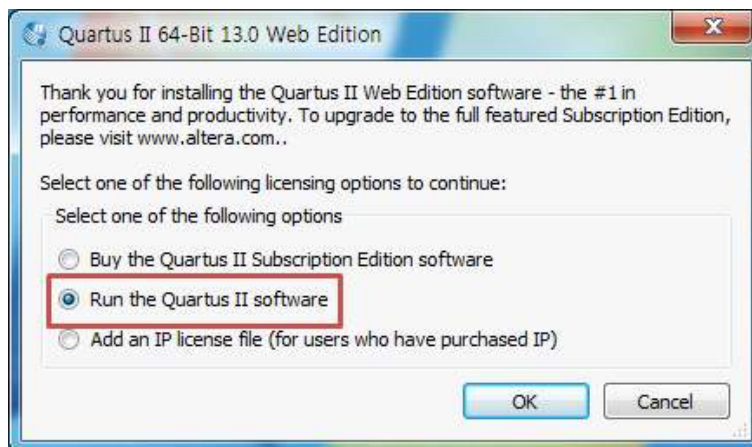 Quartus II 64-Bit 13.0 Web Edition
Thank you for installing the Quartus II Web Edition software - the #1 in
performance and productivity. To upgrade to the full featured Subscription Edition,
please visit www.altera.com..
Select one of the following licensing options to continue:
Select one of the following options
Buy the Quartus II Subscription Edition software
Run the Quartus II software
Add an IP license file (for users who have purchased IP)
OK Cancel